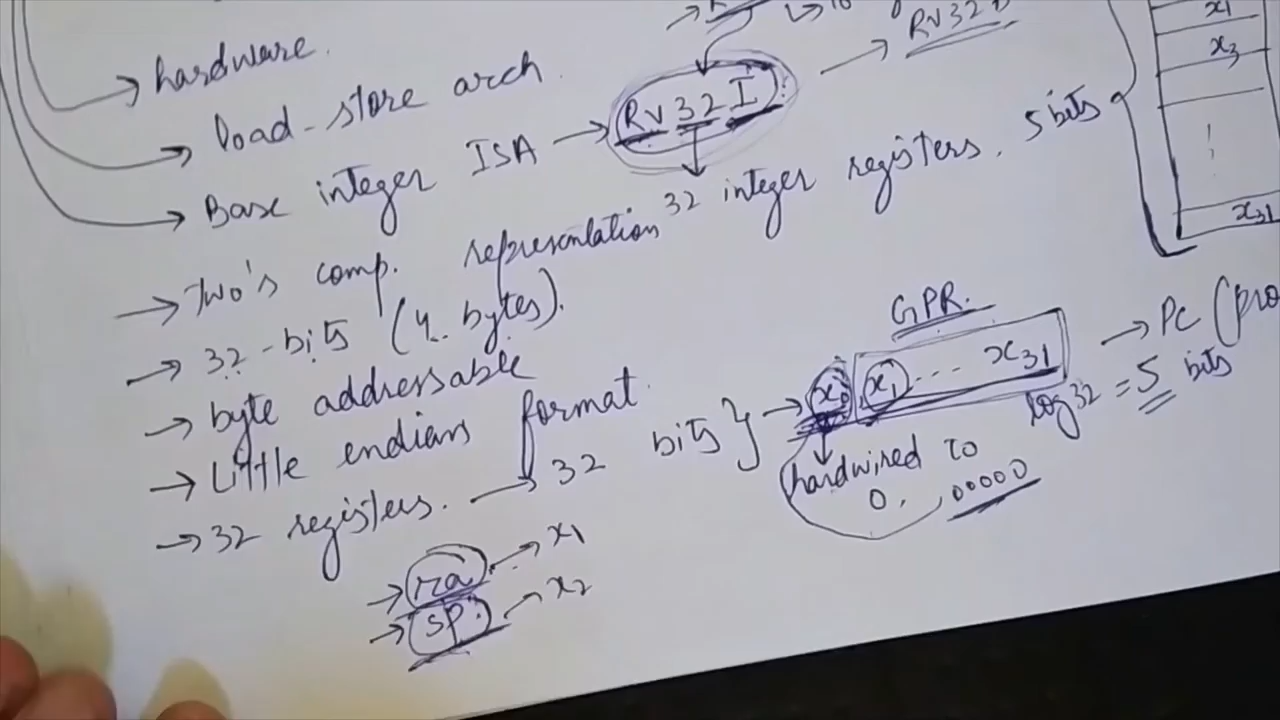 → hardware.
→ load-store arch.
→ Base integer ISA → RV32I → RV32
32 integer registers. 5 bits
x1
x3
x31
→ Two's comp. representation
→ 32-bits (4 bytes).
→ byte addressable
→ Little endian format.
→ 32 registers. → 32 bits} → x0 x1 --- x31
GPR.
→ PC (pro
log 32 = 5 bits
hardwired to
0, 00000
→ ra → x1
→ sp → x2